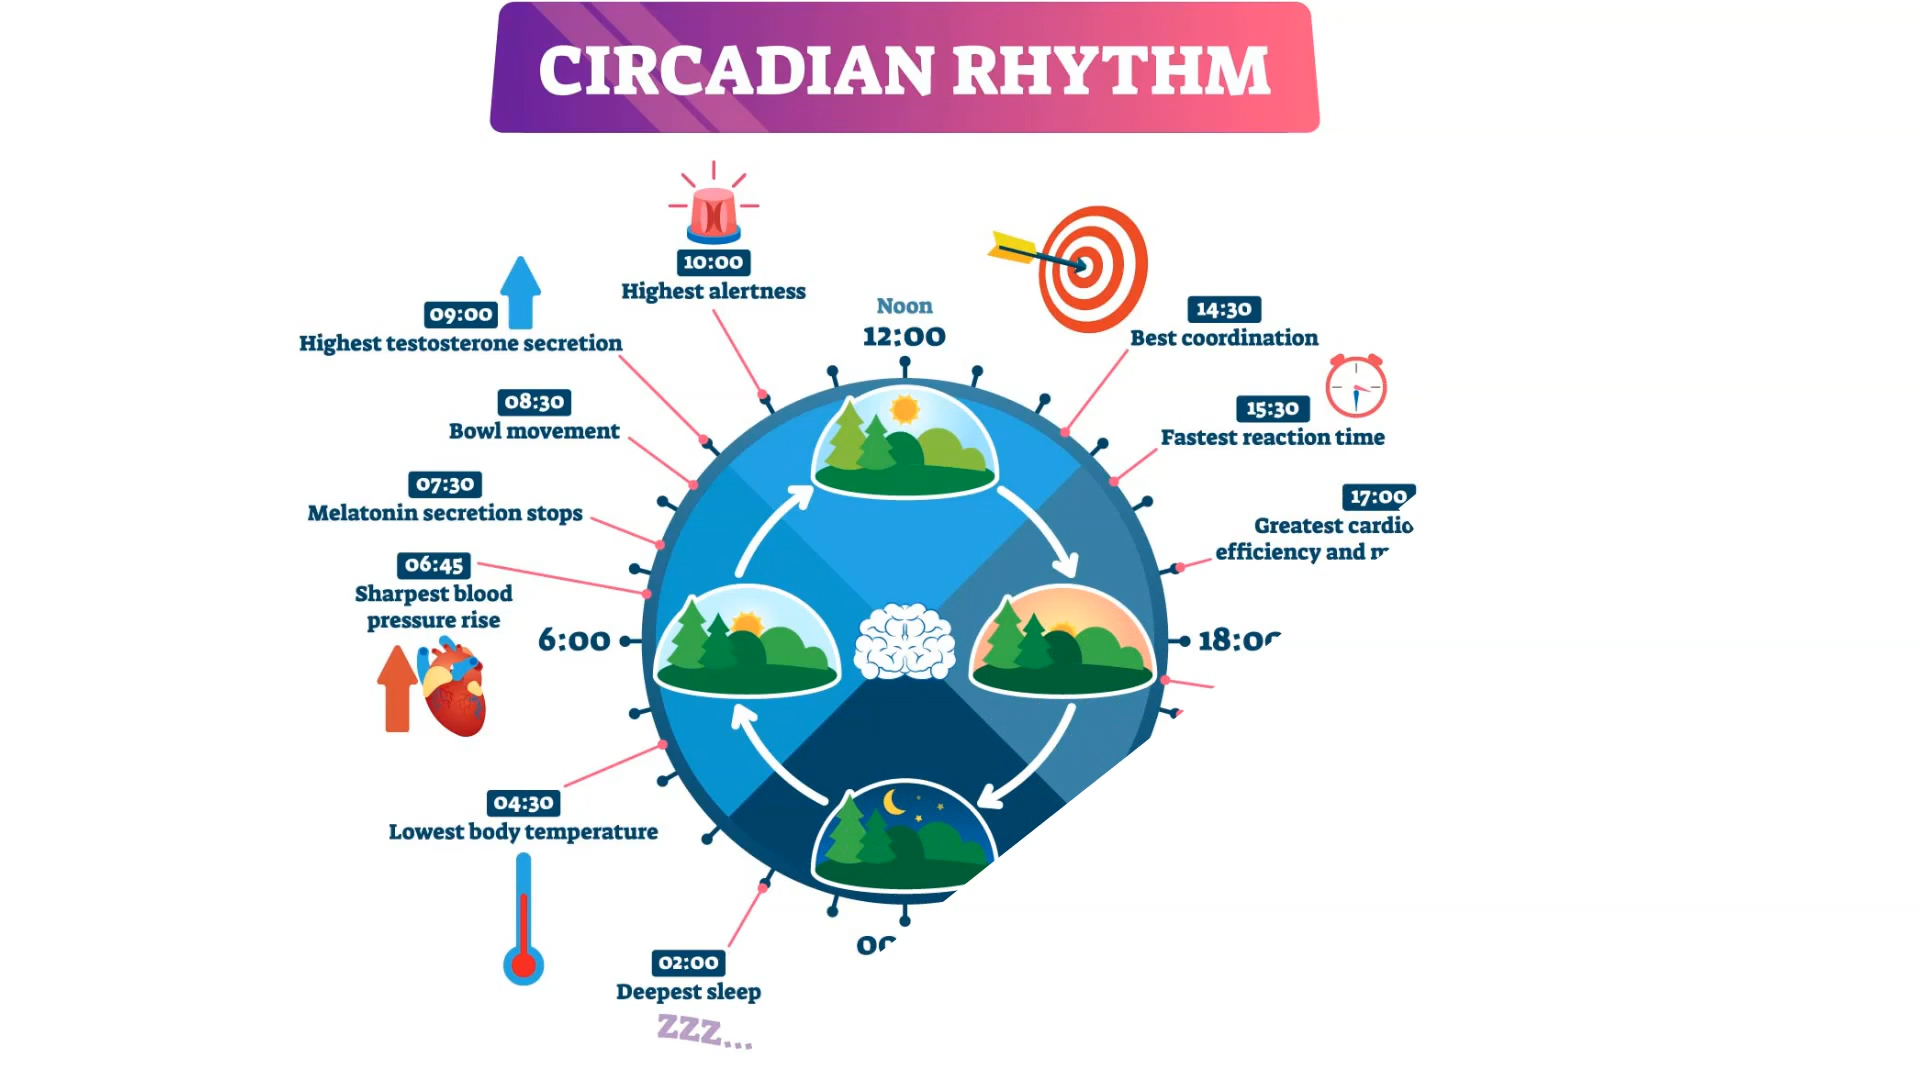 CIRCADIAN RHYTHM
10:00
Highest alertness
09:00
Highest testosterone secretion
08:30
Bowl movement
07:30
Melatonin secretion stops
06:45
Sharpest blood
pressure rise
6:00
04:30
Lowest body temperature
02:00
Deepest sleep
ZZZ...
Noon
12:00
14:30
Best coordination
15:30
Fastest reaction time
17:00
Greatest cardio
efficiency and